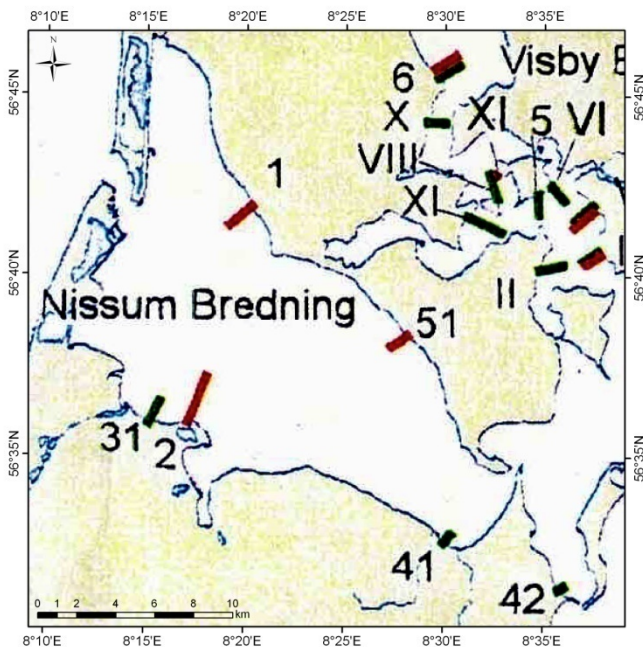 8°10'E 8°15'E 8°20'E 8°25'E 8°30'E 8°35'E
N
56°45'N 56°45'N
6 Visby
X XI 5 VI
VIII
1
XI
56°40'N 56°40'N
II
Nissum Bredning
51
56°35'N 56°35'N
31 2
41
42
0 1 2 4 6 8 10
km
8°10'E 8°15'E 8°20'E 8°25'E 8°30'E 8°35'E